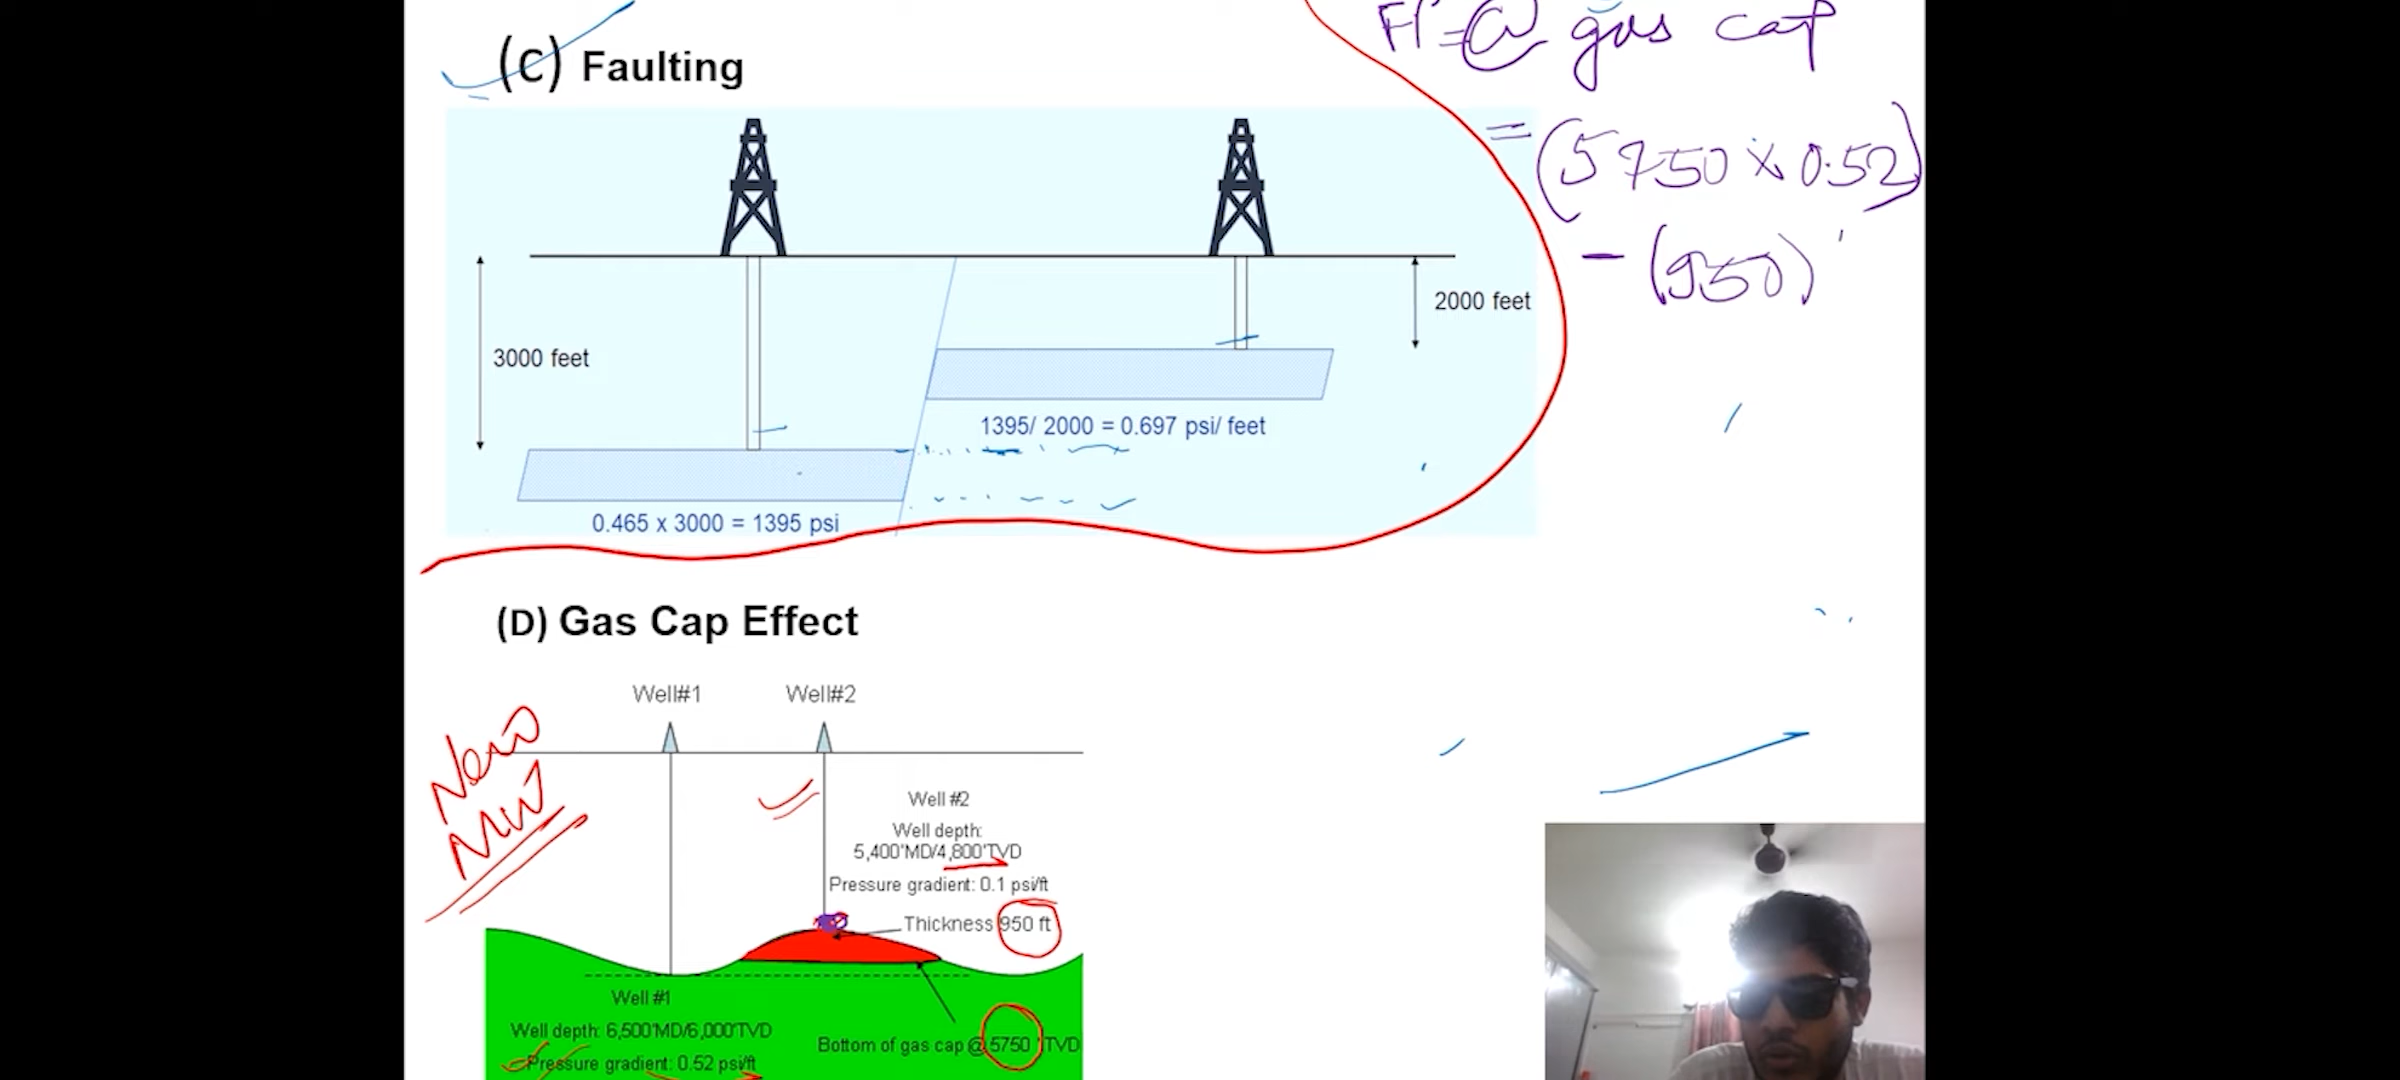 (C) Faulting
FP=@ gas cap
= (5750 × 0.52)
- (950)
2000 feet
3000 feet
1395/ 2000 = 0.697 psi/ feet
0.465 x 3000 = 1395 psi
(D) Gas Cap Effect
Well#1
Well#2
New
MW
Well #2
Well depth:
5,400'MD/4,800'TVD
Pressure gradient: 0.1 psi/ft
Thickness 950 ft
Well #1
Well depth: 6,500'MD/6,000'TVD
Pressure gradient: 0.52 psi/ft
Bottom of gas cap @ 5750 'TVD